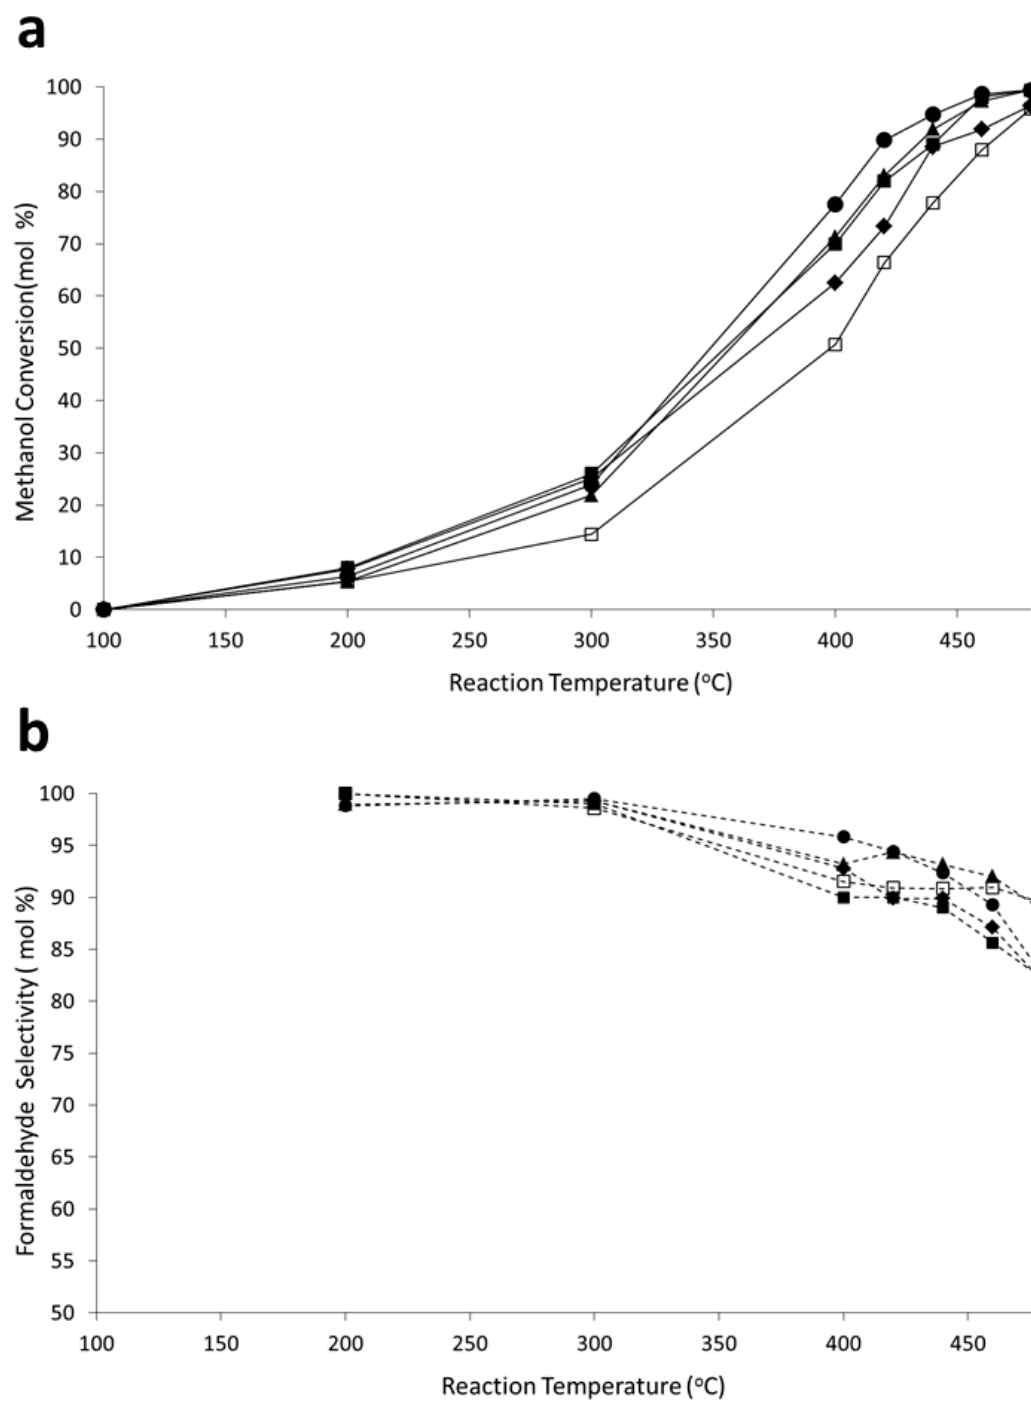 a
100
90
80
70
60
50
40
30
20
10
0
Methanol Conversion(mol %)
100 150 200 250 300 350 400 450
Reaction Temperature (°C)
b
100
95
90
85
80
75
70
65
60
55
50
Formaldehyde Selectivity ( mol %)
100 150 200 250 300 350 400 450
Reaction Temperature (°C)